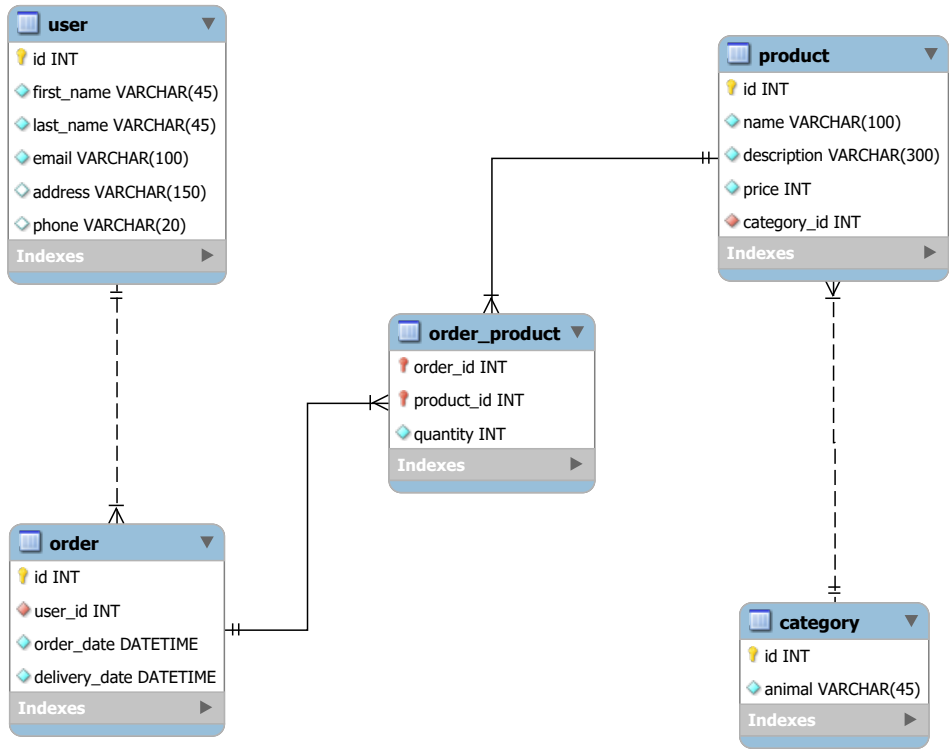 user
id INT
first_name VARCHAR(45)
last_name VARCHAR(45)
email VARCHAR(100)
address VARCHAR(150)
phone VARCHAR(20)
Indexes
product
id INT
name VARCHAR(100)
description VARCHAR(300)
price INT
category_id INT
Indexes
order_product
order_id INT
product_id INT
quantity INT
Indexes
order
id INT
user_id INT
order_date DATETIME
delivery_date DATETIME
Indexes
category
id INT
animal VARCHAR(45)
Indexes